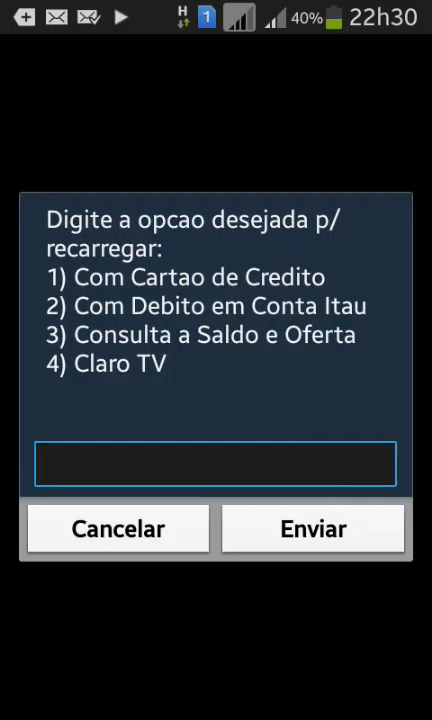 H 1 40% 22h30
Digite a opcao desejada p/
recarregar:
1) Com Cartao de Credito
2) Com Debito em Conta Itau
3) Consulta a Saldo e Oferta
4) Claro TV
Cancelar Enviar